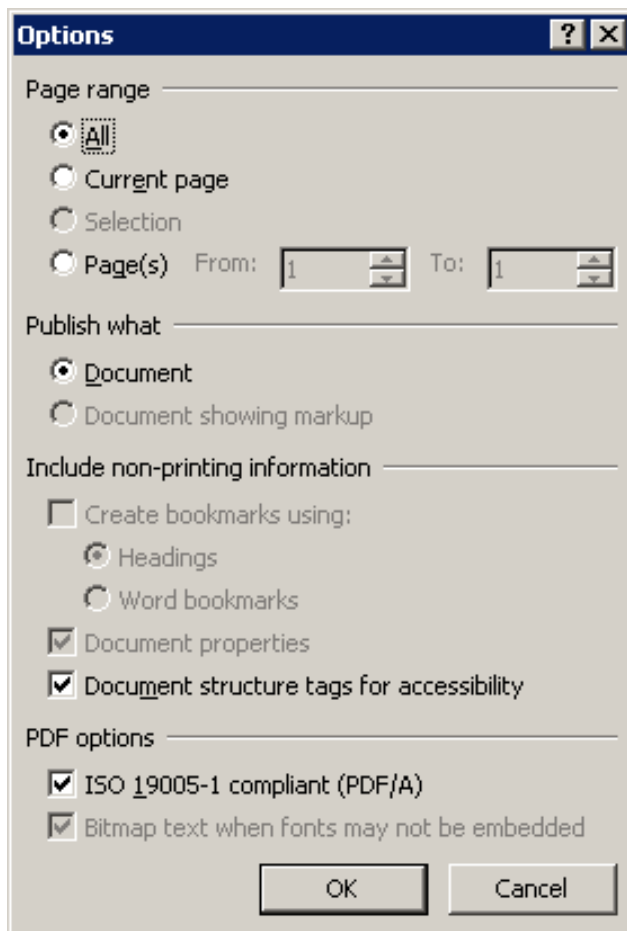 Options
Page range
All
Current page
Selection
Page(s) From: 1 To: 1
Publish what
Document
Document showing markup
Include non-printing information
Create bookmarks using:
Headings
Word bookmarks
Document properties
Document structure tags for accessibility
PDF options
ISO 19005-1 compliant (PDF/A)
Bitmap text when fonts may not be embedded
OK Cancel